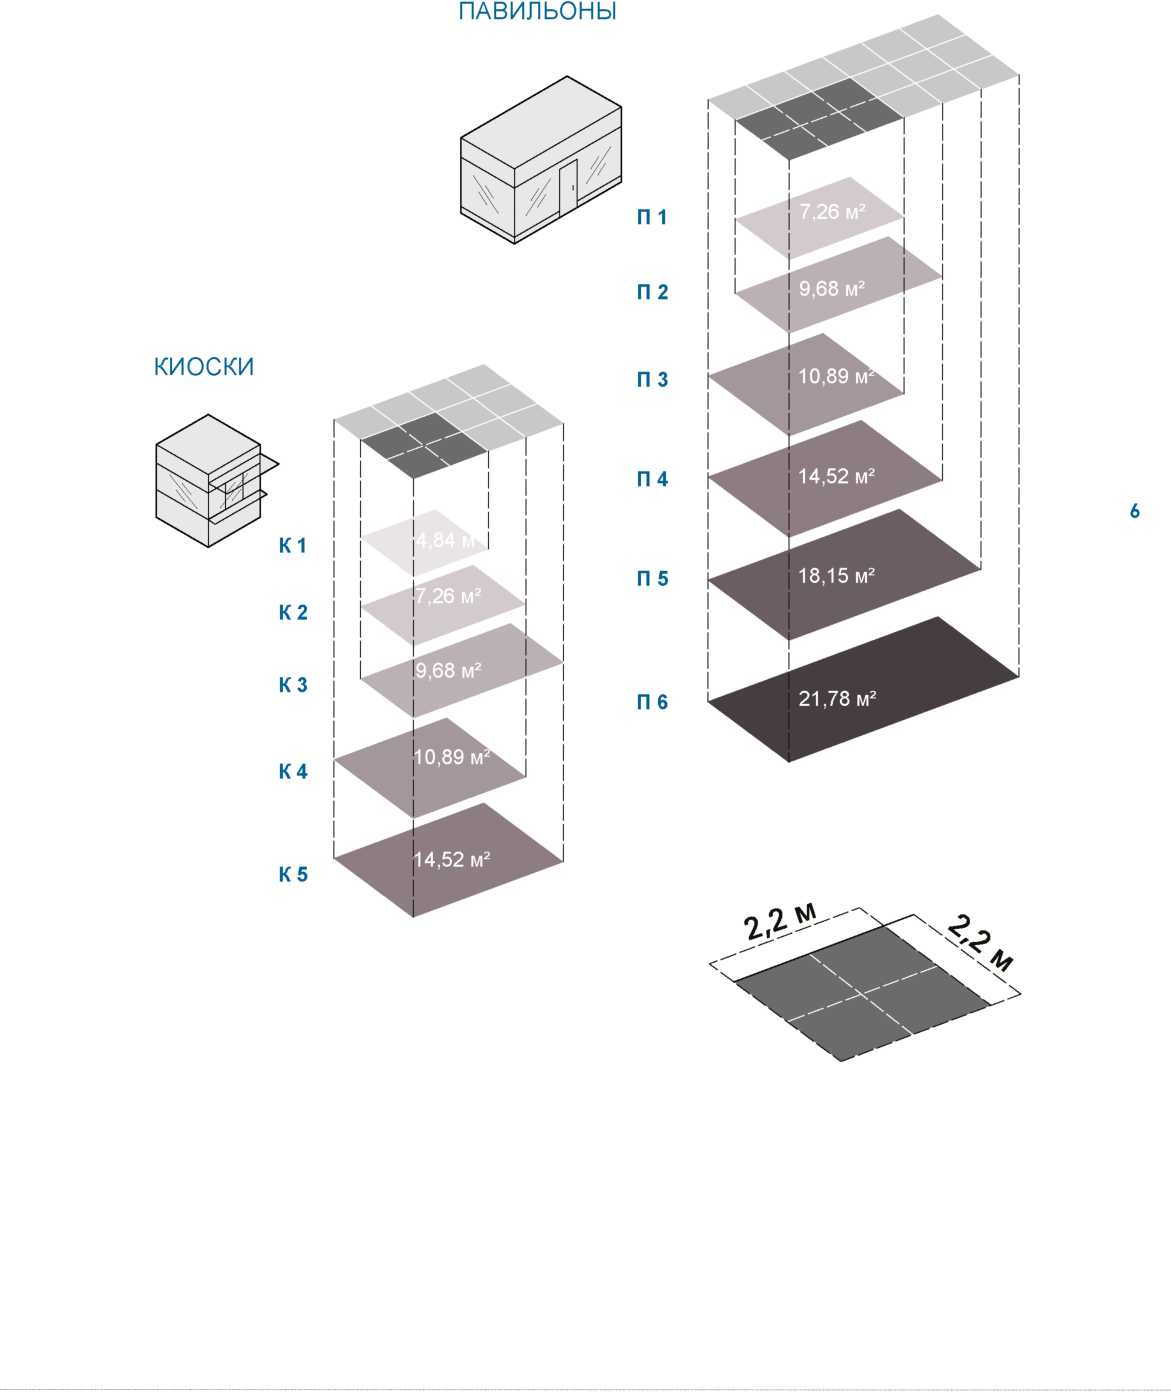 ПАВИЛЬОНЫ
П 1
7,26 м²
П 2
9,68 м²
П 3
10,89 м²
П 4
14,52 м²
П 5
18,15 м²
П 6
21,78 м²
КИОСКИ
К 1
4,84 м
К 2
7,26 м²
К 3
9,68 м²
К 4
10,89 м²
К 5
14,52 м²
6
2,2 м
2,2 м